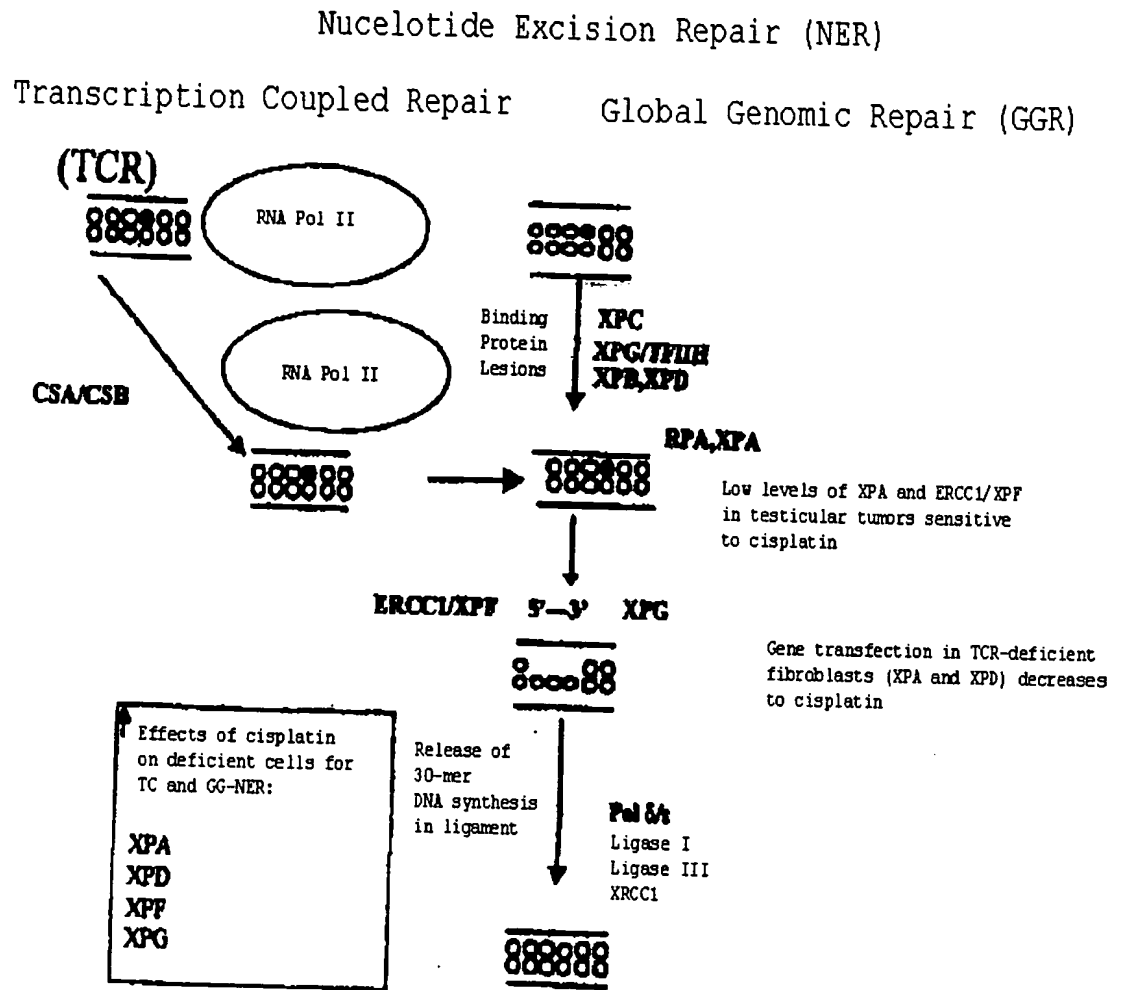 Nucelotide Excision Repair (NER)
Transcription Coupled Repair
Global Genomic Repair (GGR)
(TCR)
RNA Pol II
Binding
Protein
Lesions
XPC
XPG/TFIIH
XPB,XPD
RNA Pol II
CSA/CSB
RPA,XPA
Low levels of XPA and ERCC1/XPF
in testicular tumors sensitive
to cisplatin
ERCC1/XPF 5'—3' XPG
Gene transfection in TCR-deficient
fibroblasts (XPA and XPD) decreases
to cisplatin
Effects of cisplatin
on deficient cells for
TC and GG-NER:
XPA
XPD
XPF
XPG
Release of
30-mer
DNA synthesis
in ligament
Pol
Ligase I
Ligase III
XRCC1